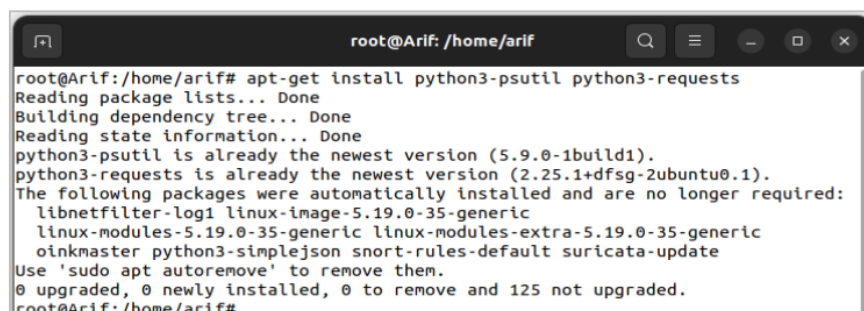 root@Arif: /home/arif
root@Arif:/home/arif# apt-get install python3-psutil python3-requests
Reading package lists... Done
Building dependency tree... Done
Reading state information... Done
python3-psutil is already the newest version (5.9.0-1build1).
python3-requests is already the newest version (2.25.1+dfsg-2ubuntu0.1).
The following packages were automatically installed and are no longer required:
  libnetfilter-log1 linux-image-5.19.0-35-generic
  linux-modules-5.19.0-35-generic linux-modules-extra-5.19.0-35-generic
  oinkmaster python3-simplejson snort-rules-default suricata-update
Use 'sudo apt autoremove' to remove them.
0 upgraded, 0 newly installed, 0 to remove and 125 not upgraded.
root@Arif:/home/arif#